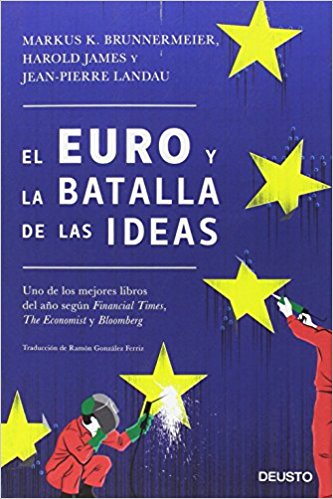 MARKUS K. BRUNNERMEIER,
HAROLD JAMES Y
JEAN-PIERRE LANDAU
EL EURO Y
LA BATALLA
DE LAS IDEAS
Uno de los mejores libros
del año según Financial Times,
The Economist y Bloomberg
Traducción de Ramón González Ferriz
DEUSTO